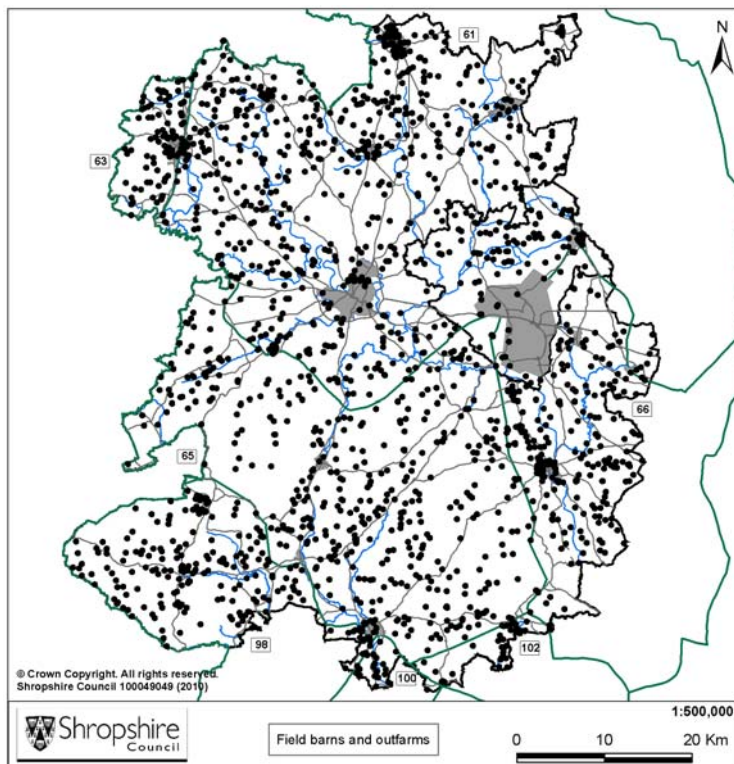 61
N
63
66
65
98
102
100
© Crown Copyright. All rights reserved.
Shropshire Council 100049049 (2010)
1:500,000
Shropshire
Council
Field barns and outfarms
0 10 20 Km